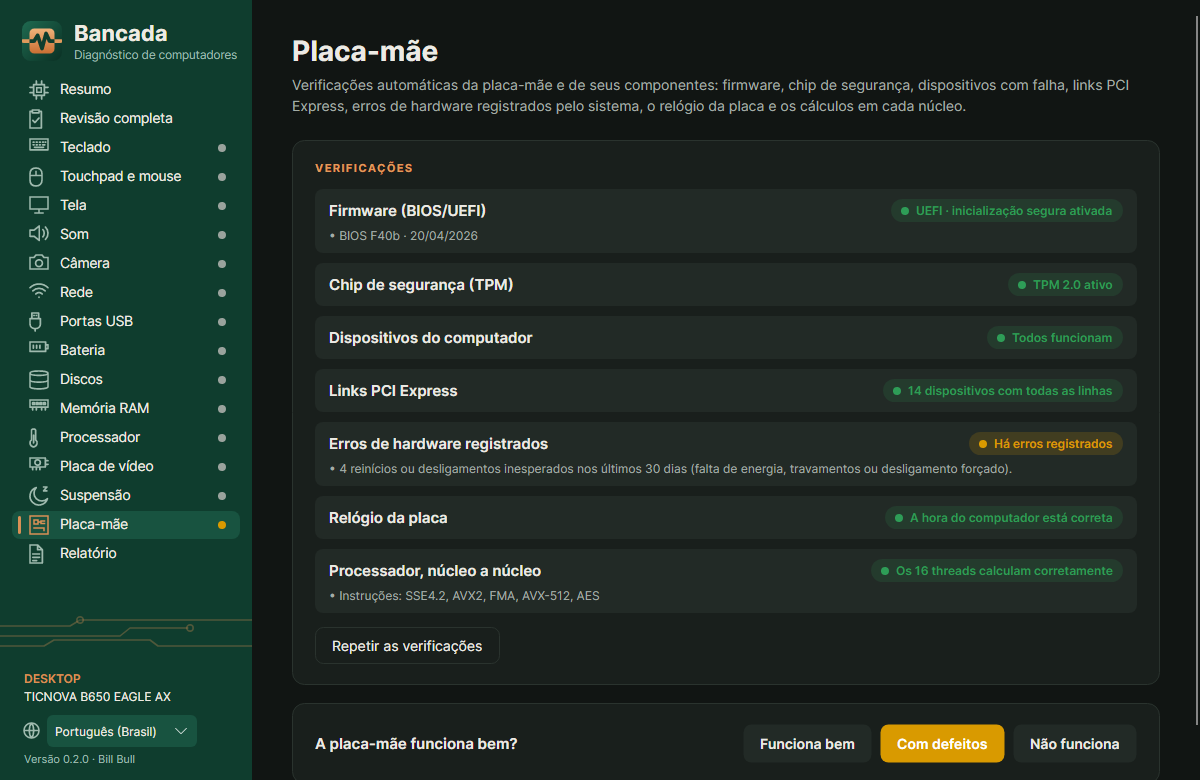 Bancada
Diagnóstico de computadores
Resumo
Revisão completa
Teclado
Touchpad e mouse
Tela
Som
Câmera
Rede
Portas USB
Bateria
Discos
Memória RAM
Processador
Placa de vídeo
Suspensão
Placa-mãe
Relatório
DESKTOP
TICNOVA B650 EAGLE AX
Português (Brasil)
Versão 0.2.0 · Bill Bull
Placa-mãe
Verificações automáticas da placa-mãe e de seus componentes: firmware, chip de segurança, dispositivos com falha, links PCI
Express, erros de hardware registrados pelo sistema, o relógio da placa e os cálculos em cada núcleo.
VERIFICAÇÕES
Firmware (BIOS/UEFI)
UEFI · inicialização segura ativada
• BIOS F40b · 20/04/2026
Chip de segurança (TPM)
TPM 2.0 ativo
Dispositivos do computador
Todos funcionam
Links PCI Express
14 dispositivos com todas as linhas
Erros de hardware registrados
Há erros registrados
• 4 reinícios ou desligamentos inesperados nos últimos 30 dias (falta de energia, travamentos ou desligamento forçado).
Relógio da placa
A hora do computador está correta
Processador, núcleo a núcleo
Os 16 threads calculam corretamente
• Instruções: SSE4.2, AVX2, FMA, AVX-512, AES
Repetir as verificações
A placa-mãe funciona bem?
Funciona bem
Com defeitos
Não funciona